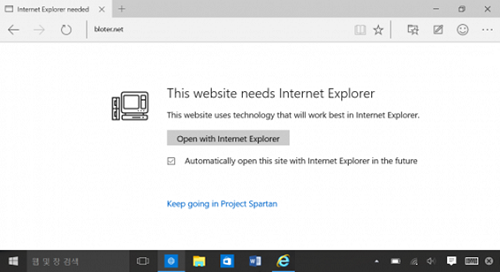 Internet Explorer needed
bloter.net
This website needs Internet Explorer
This website uses technology that will work best in Internet Explorer.
Open with Internet Explorer
Automatically open this site with Internet Explorer in the future
Keep going in Project Spartan
웹 및 창 검색